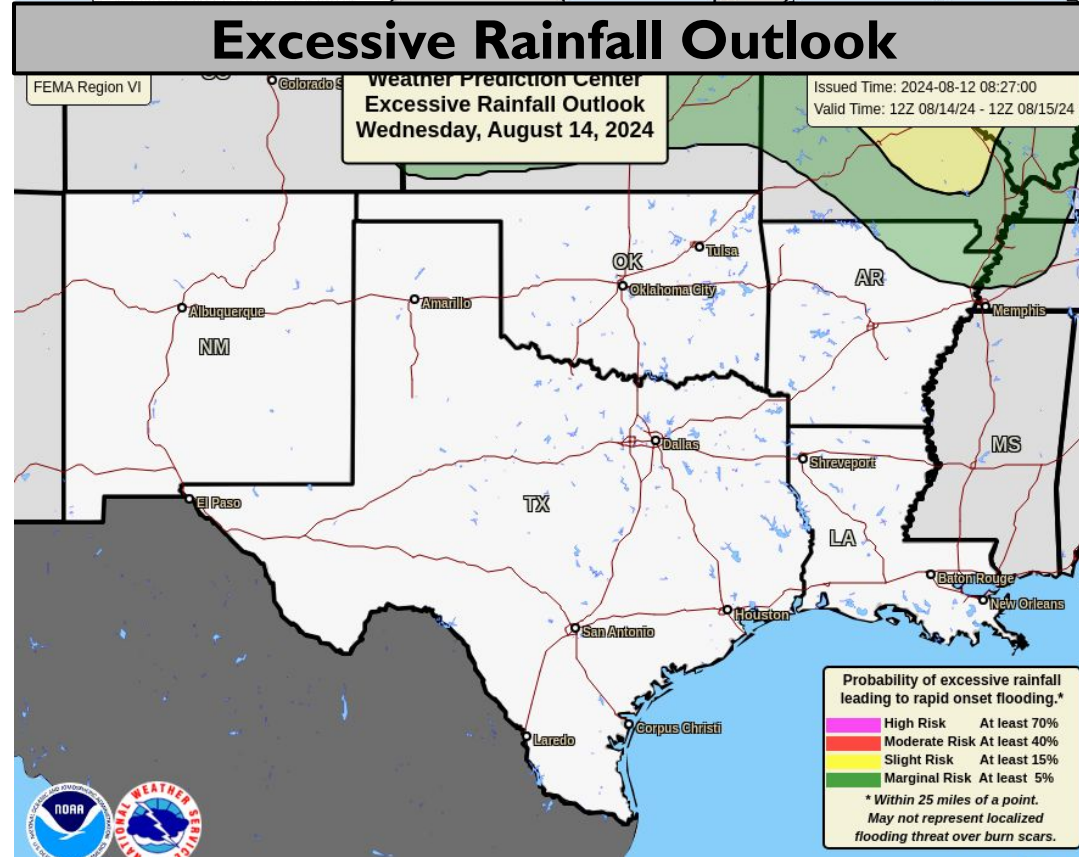 Excessive Rainfall Outlook
FEMA Region VI
Weather Prediction Center
Excessive Rainfall Outlook
Wednesday, August 14, 2024
Issued Time: 2024-08-12 08:27:00
Valid Time: 12Z 08/14/24 - 12Z 08/15/24
Colorado S
Tulsa
OK
Oklahoma City
AR
Albuquerque
Amarillo
Memphis
NM
Dallas
MS
Shreveport
El Paso
TX
LA
Baton Rouge
New Orleans
Houston
San Antonio
Corpus Christi
Laredo
Probability of excessive rainfall
leading to rapid onset flooding.*
High Risk At least 70%
Moderate Risk At least 40%
Slight Risk At least 15%
Marginal Risk At least 5%
* Within 25 miles of a point.
May not represent localized
flooding threat over burn scars.
NOAA
NATIONAL WEATHER SERVICE